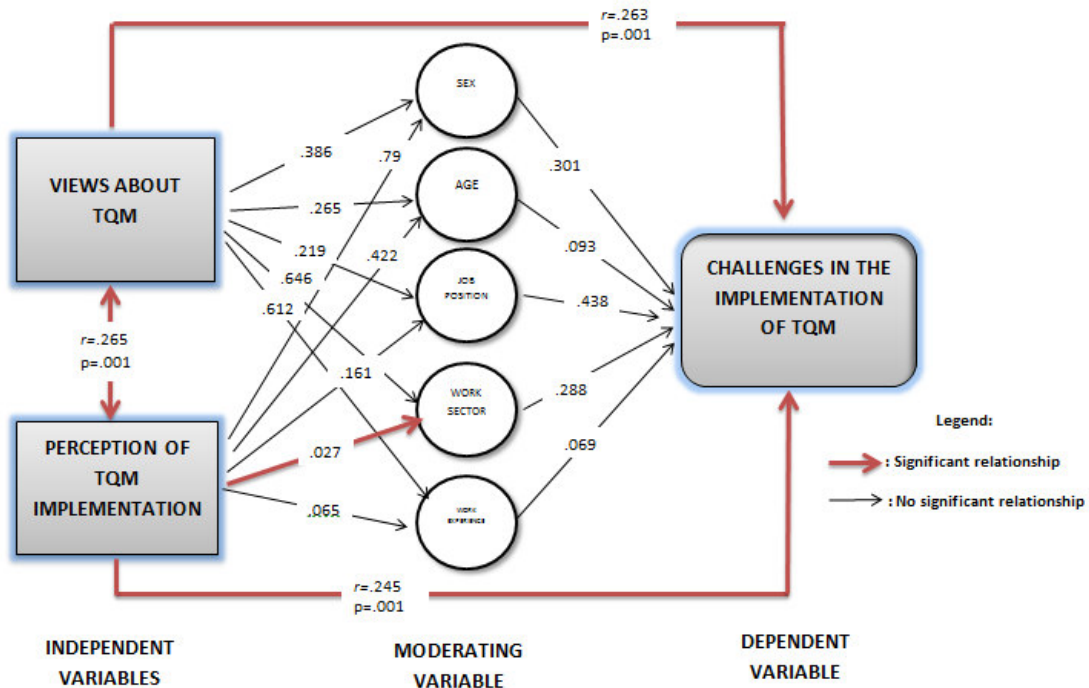 r=.263
p=.001
SEX
.386
.79
.301
VIEWS ABOUT
TQM
AGE
.265
.093
.219
.422
CHALLENGES IN THE
IMPLEMENTATION
OF TQM
.646
JOB
POSITION
.438
.612
r=.265
p=.001
.161
WORK
SECTOR
.288
PERCEPTION OF
TQM
IMPLEMENTATION
.027
.069
Legend:
: Significant relationship
: No significant relationship
.065
WORK
EXPERIENCE
r=.245
p=.001
INDEPENDENT
VARIABLES
MODERATING
VARIABLE
DEPENDENT
VARIABLE